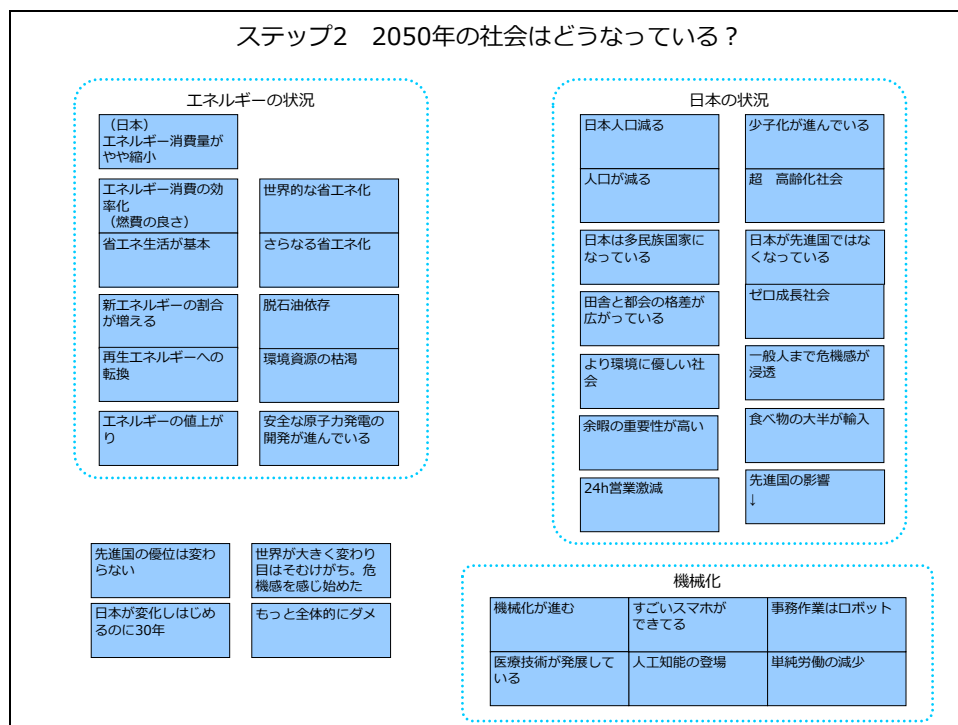 ステップ2　2050年の社会はどうなっている？
エネルギーの状況
（日本）
エネルギー消費量が
やや縮小
エネルギー消費の効
率化
（燃費の良さ）
世界的な省エネ化
省エネ生活が基本
さらなる省エネ化
新エネルギーの割合
が増える
脱石油依存
再生エネルギーへの
転換
環境資源の枯渇
エネルギーの値上が
り
安全な原子力発電の
開発が進んでいる
日本の状況
日本人口減る
少子化が進んでいる
人口が減る
超　高齢化社会
日本は多民族国家に
なっている
日本が先進国ではな
くなっている
田舎と都会の格差が
広がっている
ゼロ成長社会
より環境に優しい社
会
一般人まで危機感が
浸透
余暇の重要性が高い
食べ物の大半が輸入
24h営業激減
先進国の影響
↓
先進国の優位は変わ
らない
世界が大きく変わり
目はそむけがち。危
機感を感じ始めた
日本が変化しはじめ
るのに30年
もっと全体的にダメ
機械化
機械化が進む
すごいスマホが
できてる
事務作業はロボット
医療技術が発展して
いる
人工知能の登場
単純労働の減少